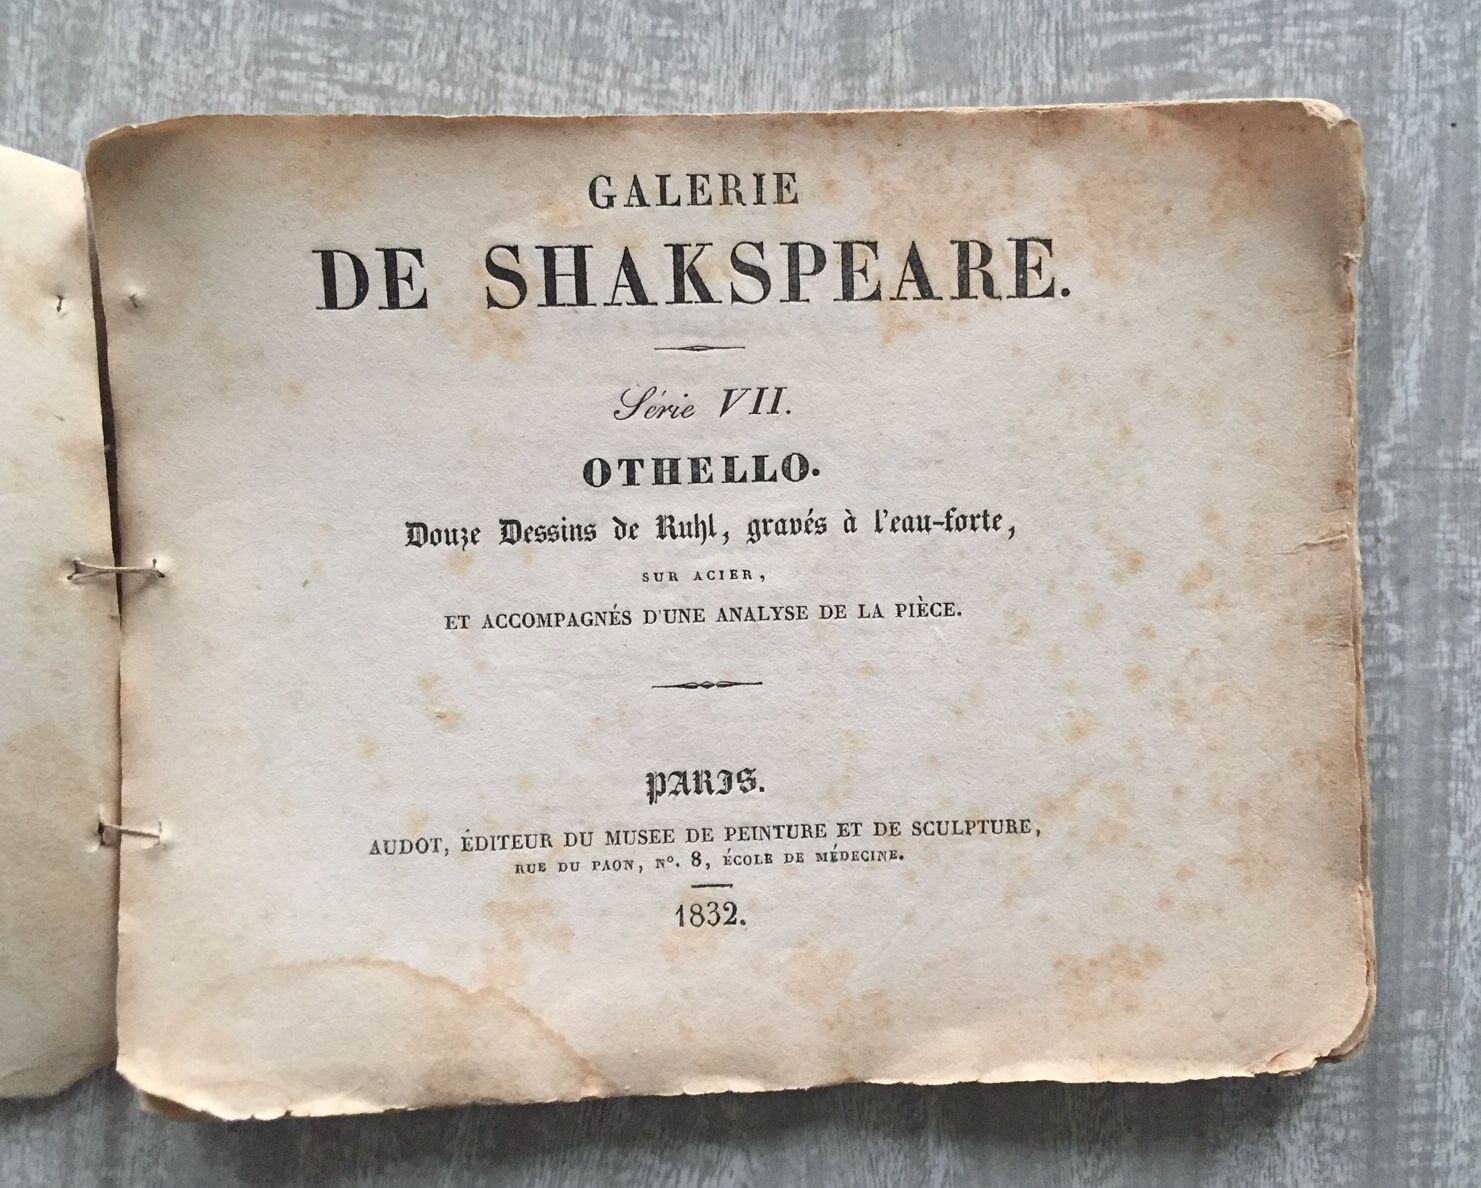 GALERIE
DE SHAKSPEARE.
Série VII.
OTHELLO.
Douze Dessins de Ruhl, gravés à l'eau-forte,
SUR ACIER,
ET ACCOMPAGNÉS D'UNE ANALYSE DE LA PIÈCE.
PARIS.
AUDOT, ÉDITEUR DU MUSEE DE PEINTURE ET DE SCULPTURE,
RUE DU PAON, Nº. 8, ÉCOLE DE MÉDECINE.
1832.